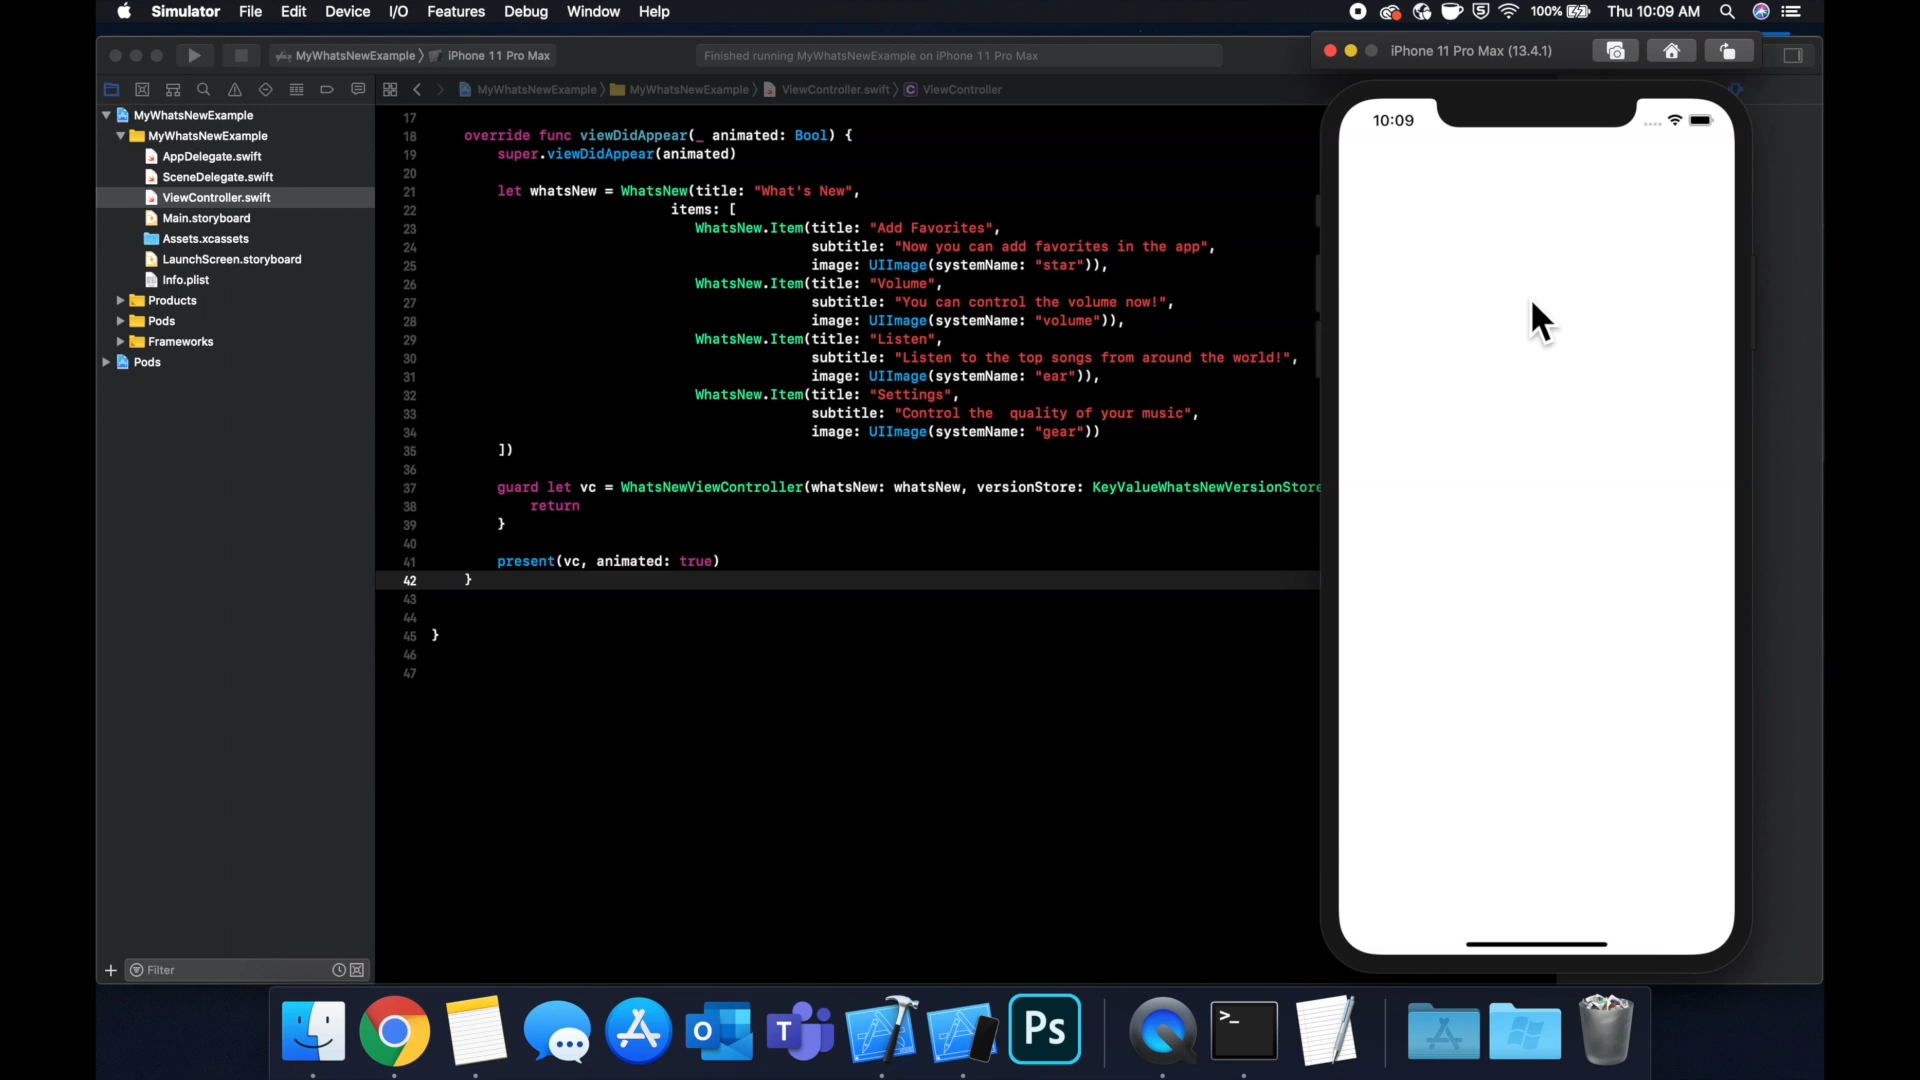 Simulator File Edit Device I/O Features Debug Window Help
100% Thu 10:09 AM
MyWhatsNewExample iPhone 11 Pro Max
Finished running MyWhatsNewExample on iPhone 11 Pro Max
iPhone 11 Pro Max (13.4.1)
MyWhatsNewExample MyWhatsNewExample ViewController.swift C ViewController
MyWhatsNewExample
MyWhatsNewExample
AppDelegate.swift
SceneDelegate.swift
ViewController.swift
Main.storyboard
Assets.xcassets
LaunchScreen.storyboard
Info.plist
Products
Pods
Frameworks
Pods
17
18 override func viewDidAppear(_ animated: Bool) {
19 super.viewDidAppear(animated)
20
21 let whatsNew = WhatsNew(title: "What's New",
22 items: [
23 WhatsNew.Item(title: "Add Favorites",
24 subtitle: "Now you can add favorites in the app",
25 image: UIImage(systemName: "star")),
26 WhatsNew.Item(title: "Volume",
27 subtitle: "You can control the volume now!",
28 image: UIImage(systemName: "volume")),
29 WhatsNew.Item(title: "Listen",
30 subtitle: "Listen to the top songs from around the world!",
31 image: UIImage(systemName: "ear")),
32 WhatsNew.Item(title: "Settings",
33 subtitle: "Control the  quality of your music",
34 image: UIImage(systemName: "gear"))
35 ])
36
37 guard let vc = WhatsNewViewController(whatsNew: whatsNew, versionStore: KeyValueWhatsNewVersionStore
38 return
39 }
40
41 present(vc, animated: true)
42 }
43
44
45 }
46
47
10:09
Filter
O
T
Ps
>_